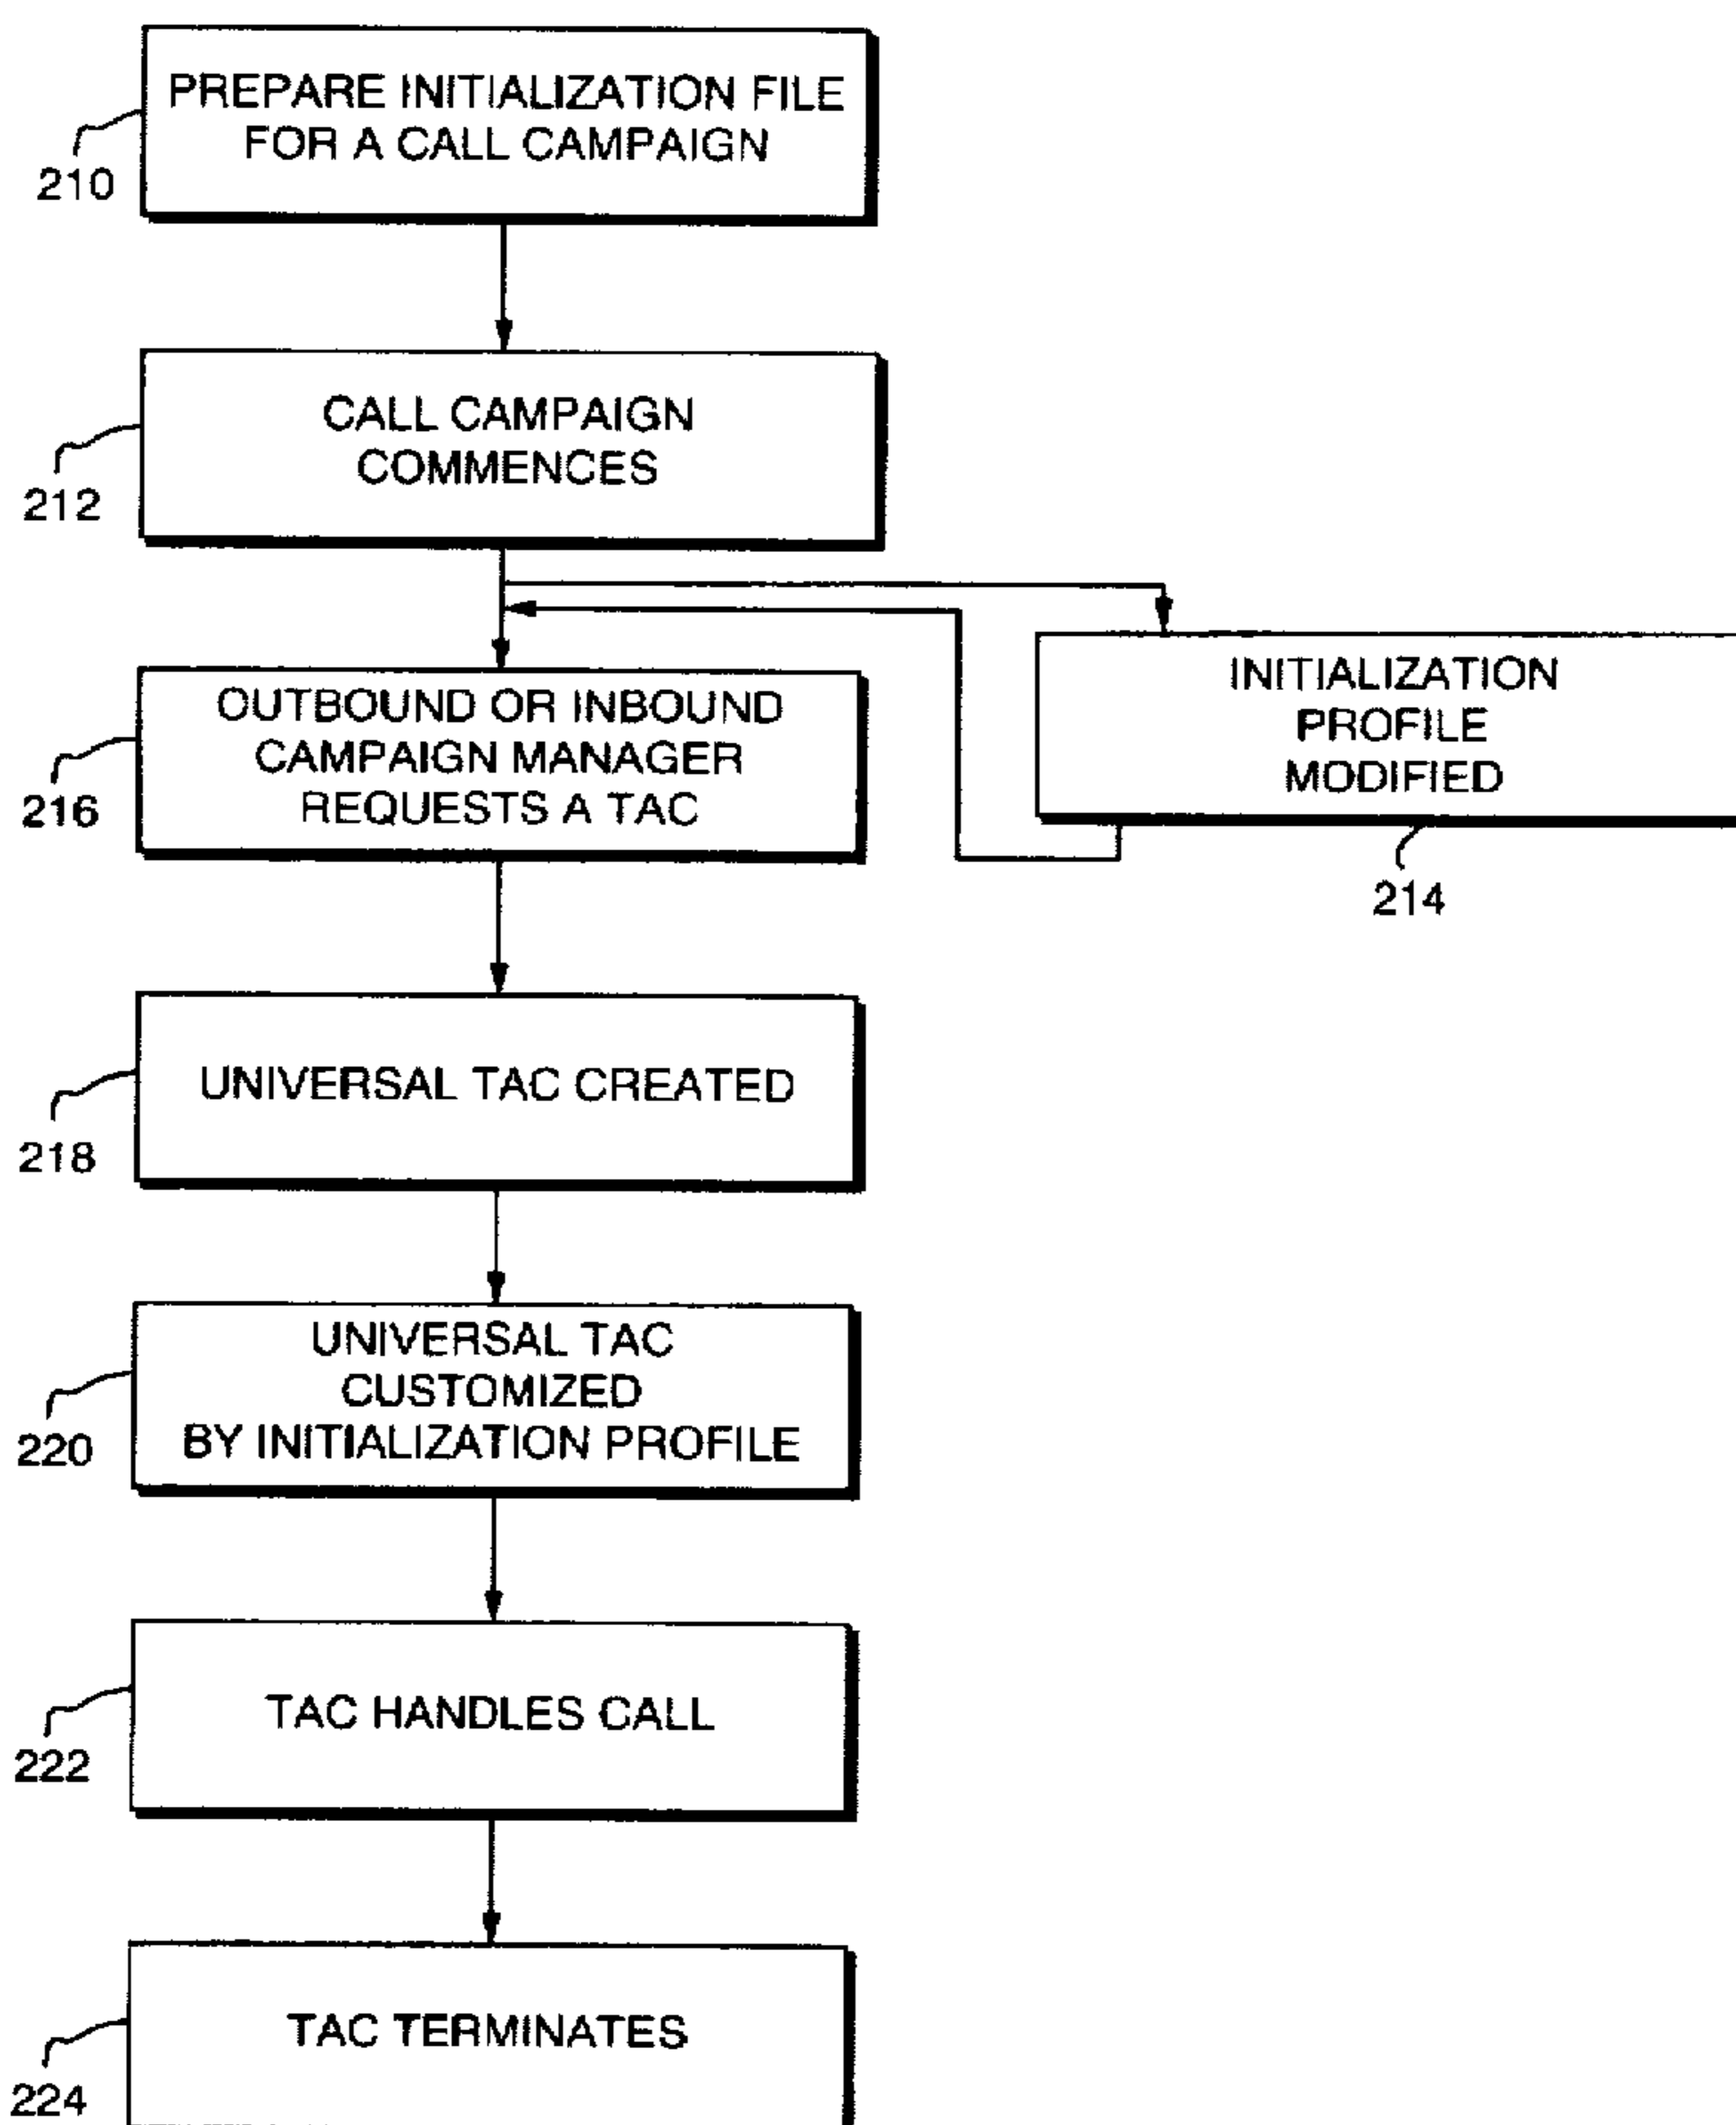 PREPARE INITIALIZATION FILE
FOR A CALL CAMPAIGN
210
CALL CAMPAIGN
COMMENCES
212
OUTBOUND OR INBOUND
CAMPAIGN MANAGER
REQUESTS A TAC
216
INITIALIZATION
PROFILE
MODIFIED
214
UNIVERSAL TAC CREATED
218
UNIVERSAL TAC
CUSTOMIZED
BY INITIALIZATION PROFILE
220
TAC HANDLES CALL
222
TAC TERMINATES
224